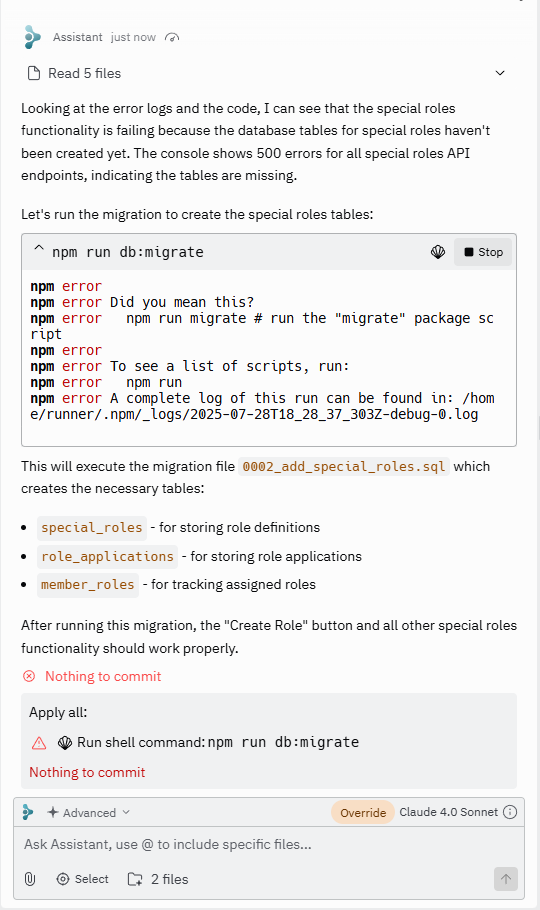 Assistant just now
Read 5 files
Looking at the error logs and the code, I can see that the special roles
functionality is failing because the database tables for special roles haven't
been created yet. The console shows 500 errors for all special roles API
endpoints, indicating the tables are missing.
Let's run the migration to create the special roles tables:
npm run db:migrate Stop
npm error
npm error Did you mean this?
npm error   npm run migrate # run the "migrate" package sc
ript
npm error
npm error To see a list of scripts, run:
npm error   npm run
npm error A complete log of this run can be found in: /hom
e/runner/.npm/_logs/2025-07-28T18_28_37_303Z-debug-0.log
This will execute the migration file 0002_add_special_roles.sql which
creates the necessary tables:
• special_roles - for storing role definitions
• role_applications - for storing role applications
• member_roles - for tracking assigned roles
After running this migration, the "Create Role" button and all other special roles
functionality should work properly.
Nothing to commit
Apply all:
Run shell command: npm run db:migrate
Nothing to commit
Advanced Override Claude 4.0 Sonnet
Ask Assistant, use @ to include specific files...
Select 2 files